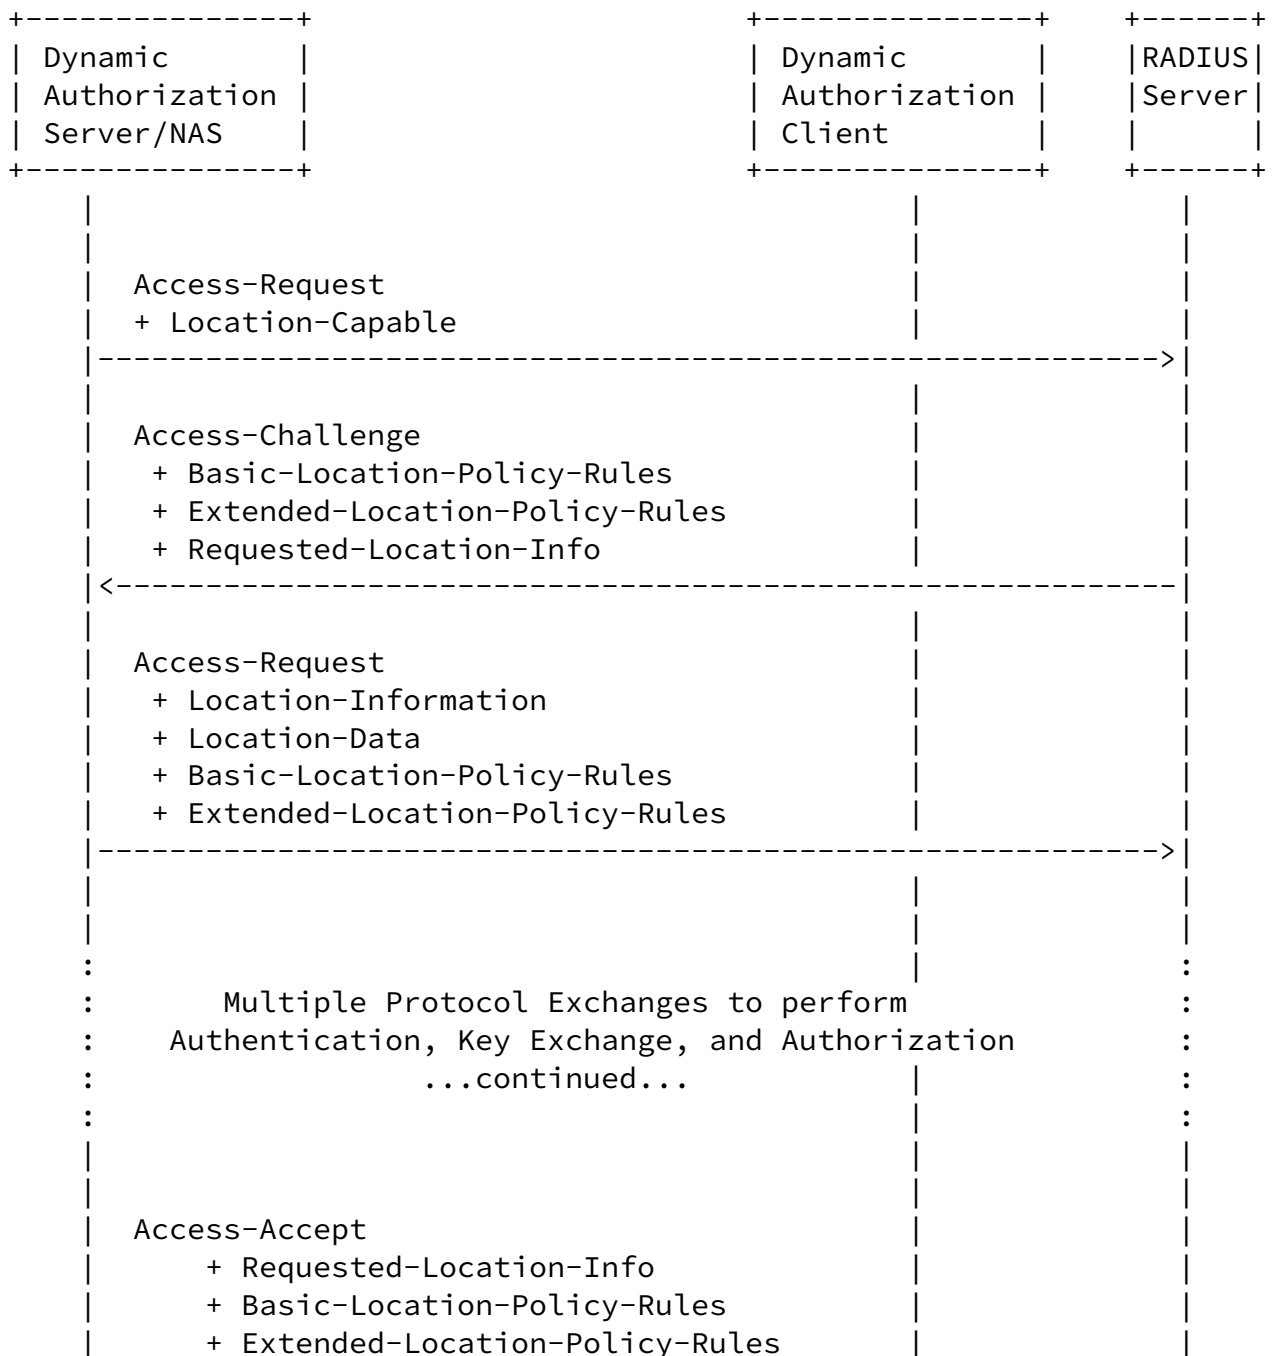 +---------------+                        +---------------+    +------+
| Dynamic       |                        | Dynamic       |    |RADIUS|
| Authorization |                        | Authorization |    |Server|
| Server/NAS    |                        | Client        |    |      |
+---------------+                        +---------------+    +------+
    |                                             |              |
    |                                             |              |
    |  Access-Request                             |              |
    |  + Location-Capable                         |              |
    |----------------------------------------------------------->|
    |                                             |              |
    |  Access-Challenge                           |              |
    |   + Basic-Location-Policy-Rules             |              |
    |   + Extended-Location-Policy-Rules          |              |
    |   + Requested-Location-Info                 |              |
    |<-----------------------------------------------------------|
    |                                             |              |
    |  Access-Request                             |              |
    |   + Location-Information                    |              |
    |   + Location-Data                           |              |
    |   + Basic-Location-Policy-Rules             |              |
    |   + Extended-Location-Policy-Rules          |              |
    |----------------------------------------------------------->|
    |                                             |              |
    |                                             |              |
    :                                             |              :
    :       Multiple Protocol Exchanges to perform               :
    :    Authentication, Key Exchange, and Authorization         :
    :                  ...continued...            |              :
    :                                             |              :
    |                                             |              |
    |                                             |              |
    |  Access-Accept                              |              |
    |      + Requested-Location-Info              |              |
    |      + Basic-Location-Policy-Rules          |              |
    |      + Extended-Location-Policy-Rules       |              |